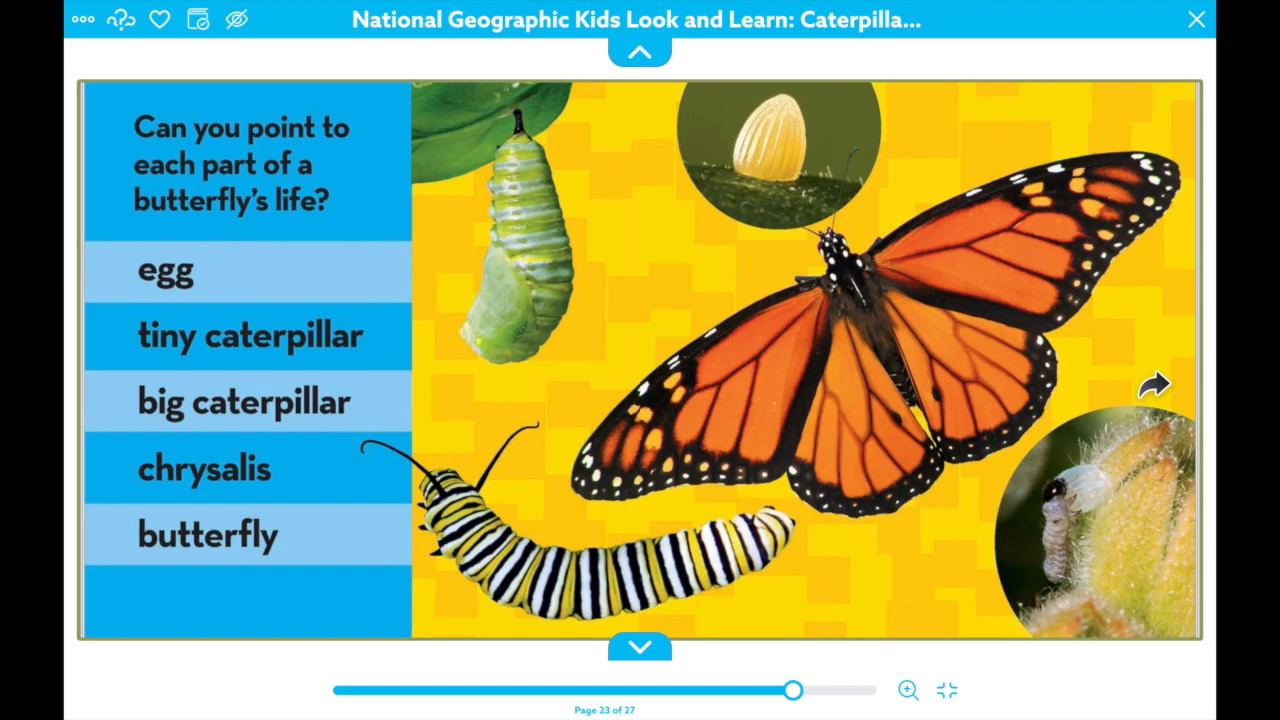 National Geographic Kids Look and Learn: Caterpilla...
Can you point to
each part of a
butterfly's life?
egg
tiny caterpillar
big caterpillar
chrysalis
butterfly
Page 23 of 27